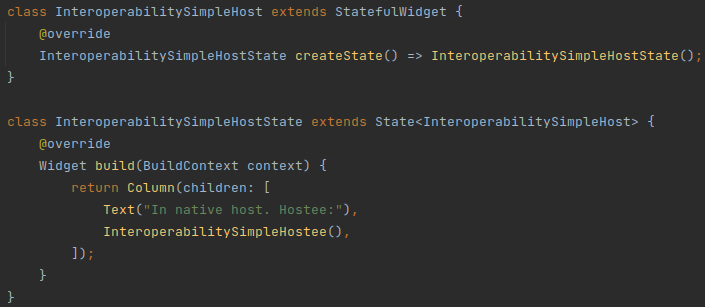 class InteroperabilitySimpleHost extends StatefulWidget {
    @override
    InteroperabilitySimpleHostState createState() => InteroperabilitySimpleHostState();
}

class InteroperabilitySimpleHostState extends State<InteroperabilitySimpleHost> {
    @override
    Widget build(BuildContext context) {
        return Column(children: [
            Text("In native host. Hostee:"),
            InteroperabilitySimpleHostee(),
        ]);
    }
}